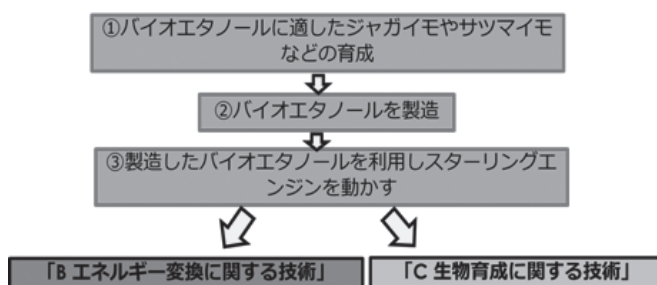 ①バイオエタノールに適したジャガイモやサツマイモ
などの育成
②バイオエタノールを製造
③製造したバイオエタノールを利用しスターリングエ
ンジンを動かす
「B エネルギー変換に関する技術」
「C 生物育成に関する技術」